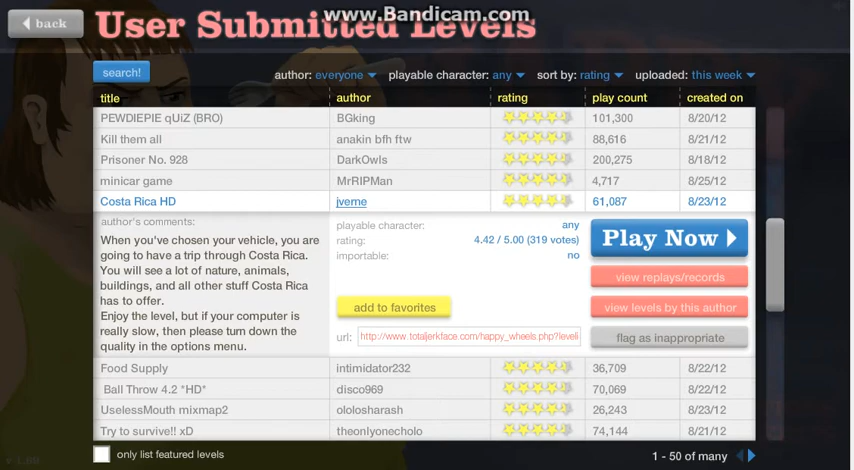 www.Bandicam.com
back
User Submitted Levels
search!
author: everyone playable character: any sort by: rating uploaded: this week
title author rating play count created on
PEWDIEPIE qUiZ (BRO) BGking 101,300 8/20/12
Kill them all anakin bfh ftw 88,616 8/21/12
Prisoner No. 928 DarkOwls 200,275 8/18/12
minicar game MrRIPMan 4,717 8/25/12
Costa Rica HD jverne 61,087 8/23/12
author's comments:
When you've chosen your vehicle, you are
going to have a trip through Costa Rica.
You will see a lot of nature, animals,
buildings, and all other stuff Costa Rica
has to offer.
Enjoy the level, but if your computer is
really slow, then please turn down the
quality in the options menu.
playable character: any
rating: 4.42 / 5.00 (319 votes)
importable: no
add to favorites
url: http://www.totaljerkface.com/happy_wheels.php?leveli
Play Now
view replays/records
view levels by this author
flag as inappropriate
Food Supply intimidator232 36,709 8/22/12
Ball Throw 4.2 *HD* disco969 70,069 8/22/12
UselessMouth mixmap2 ololosharash 26,243 8/23/12
Try to survive!! xD theonlyonecholo 74,144 8/21/12
only list featured levels
1 - 50 of many